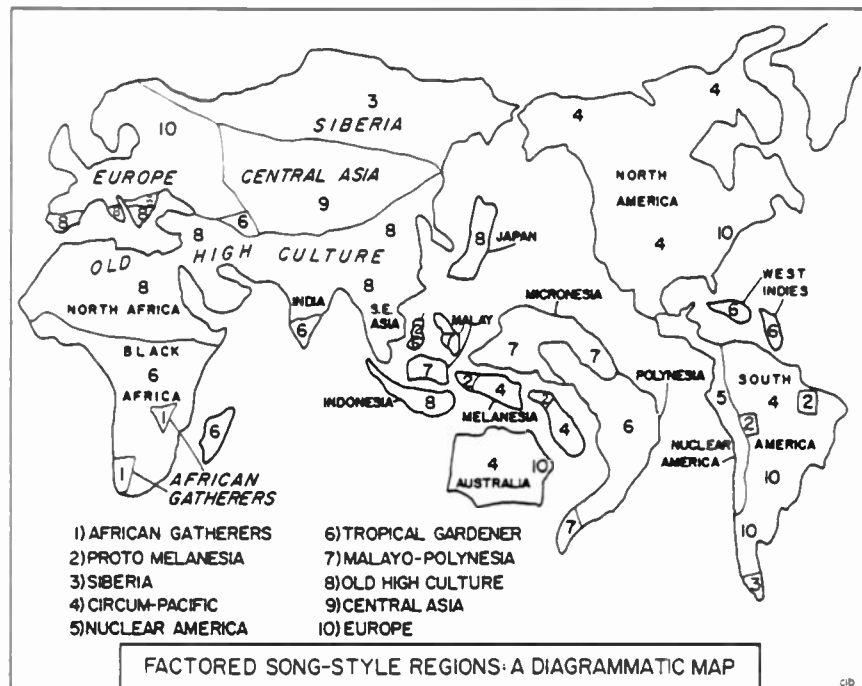 3
SIBERIA
4
4
10
EUROPE
CENTRAL ASIA
9
NORTH
AMERICA
4
10
8
8
8
8
6
8
8
OLD
HIGH CULTURE
8
NORTH AFRICA
8
INDIA
6
S.E.
ASIA
8
JAPAN
MICRONESIA
MALAY
2
7
7
7
WEST
INDIES
6
6
BLACK
6
AFRICA
1
6
1
AFRICAN
GATHERERS
7
INDONESIA
8
2
4
MELANESIA
2
4
POLYNESIA
6
7
4
10
AUSTRALIA
5
NUCLEAR
AMERICA
SOUTH
4
2
2
AMERICA
10
10
3
1) AFRICAN GATHERERS
2) PROTO MELANESIA
3) SIBERIA
4) CIRCUM-PACIFIC
5) NUCLEAR AMERICA
6) TROPICAL GARDENER
7) MALAYO-POLYNESIA
8) OLD HIGH CULTURE
9) CENTRAL ASIA
10) EUROPE
FACTORED SONG-STYLE REGIONS: A DIAGRAMMATIC MAP